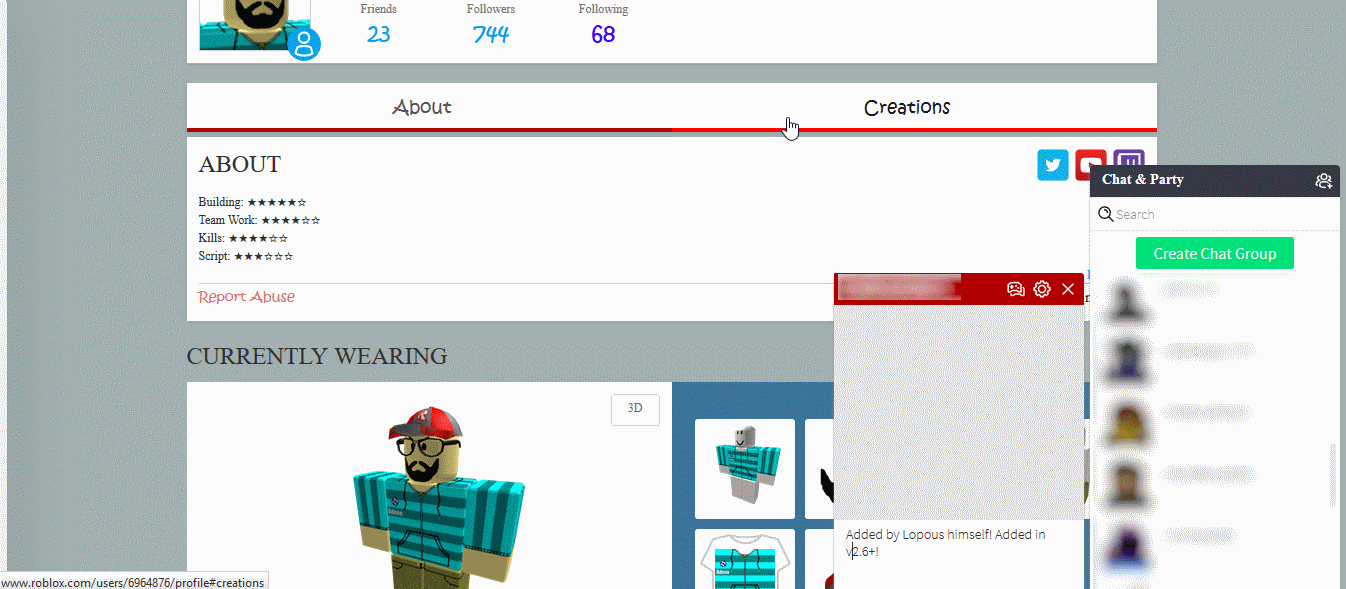 Friends Followers Following
23 744 68
About Creations
ABOUT
Building: ★★★★★☆
Team Work: ★★★★☆☆
Kills: ★★★★☆☆
Script: ★★★☆☆☆
Report Abuse
CURRENTLY WEARING
3D
Chat & Party
Search
Create Chat Group
Added by Lopous himself! Added in
v2.6+!
www.roblox.com/users/6964876/profile#creations